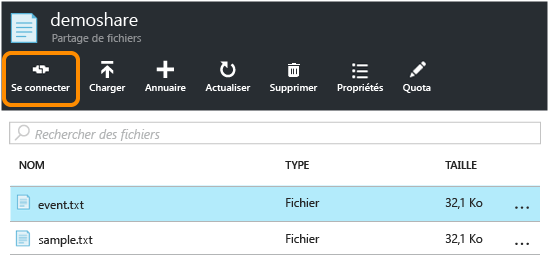 demoshare
Partage de fichiers
Se connecter Charger Annuaire Actualiser Supprimer Propriétés Quota
Rechercher des fichiers
NOM TYPE TAILLE
event.txt Fichier 32,1 Ko ...
sample.txt Fichier 32,1 Ko ...